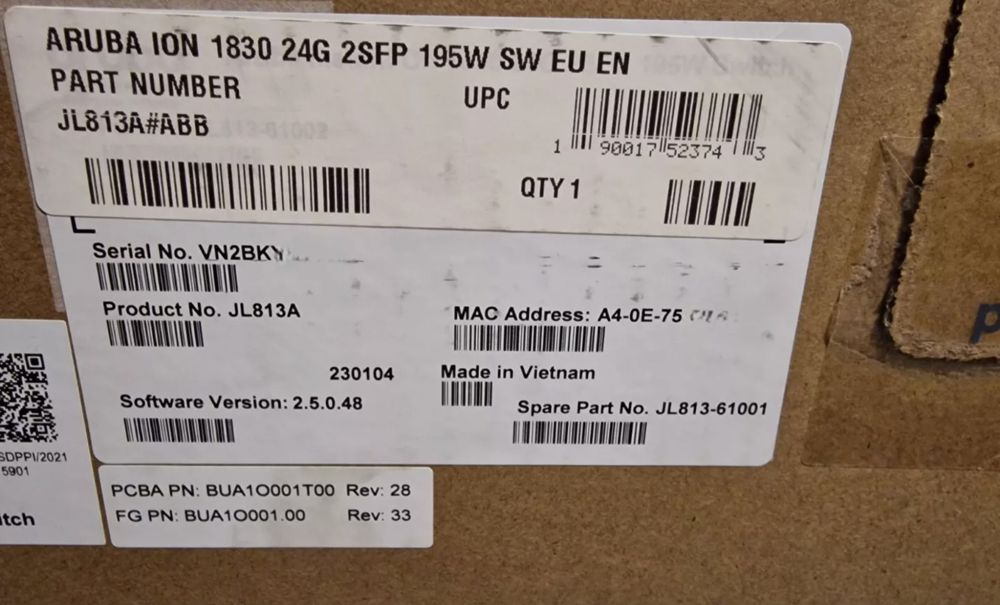 ARUBA ION 1830 24G 2SFP 195W SW EU EN
PART NUMBER
JL813A#ABB
UPC
1 90017 52374 3
QTY 1
Serial No. VN2BKY
Product No. JL813A
MAC Address: A4-0E-75
230104
Made in Vietnam
Software Version: 2.5.0.48
Spare Part No. JL813-61001
SDPPI/2021
5901
itch
PCBA PN: BUA1O001T00 Rev: 28
FG PN: BUA1O001.00 Rev: 33